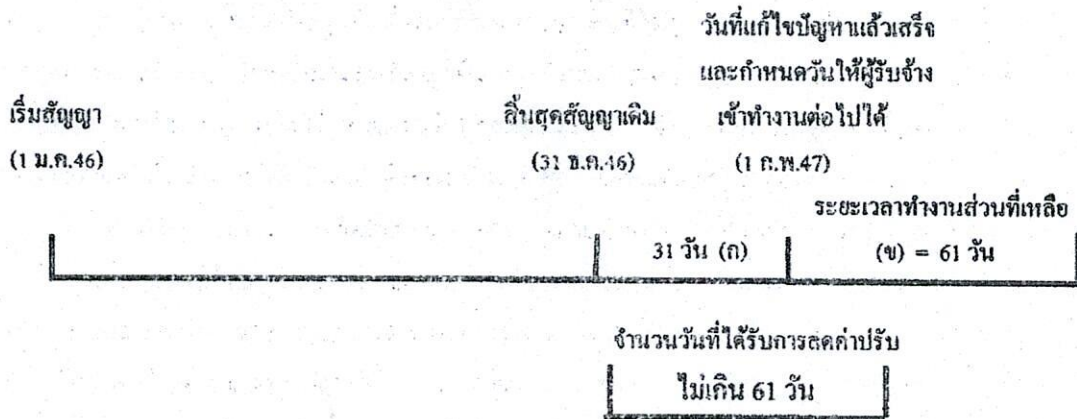 วันที่แก้ไขปัญหาแล้วเสร็จ
และกำหนดวันให้ผู้รับจ้าง
เริ่มสัญญา สิ้นสุดสัญญาเดิม เข้าทำงานต่อไปได้
(1 ม.ค.46) (31 ธ.ค.46) (1 ก.พ.47)
ระยะเวลาทำงานส่วนที่เหลือ
31 วัน (ก) (ข) = 61 วัน
จำนวนวันที่ได้รับการลดค่าปรับ
ไม่เกิน 61 วัน